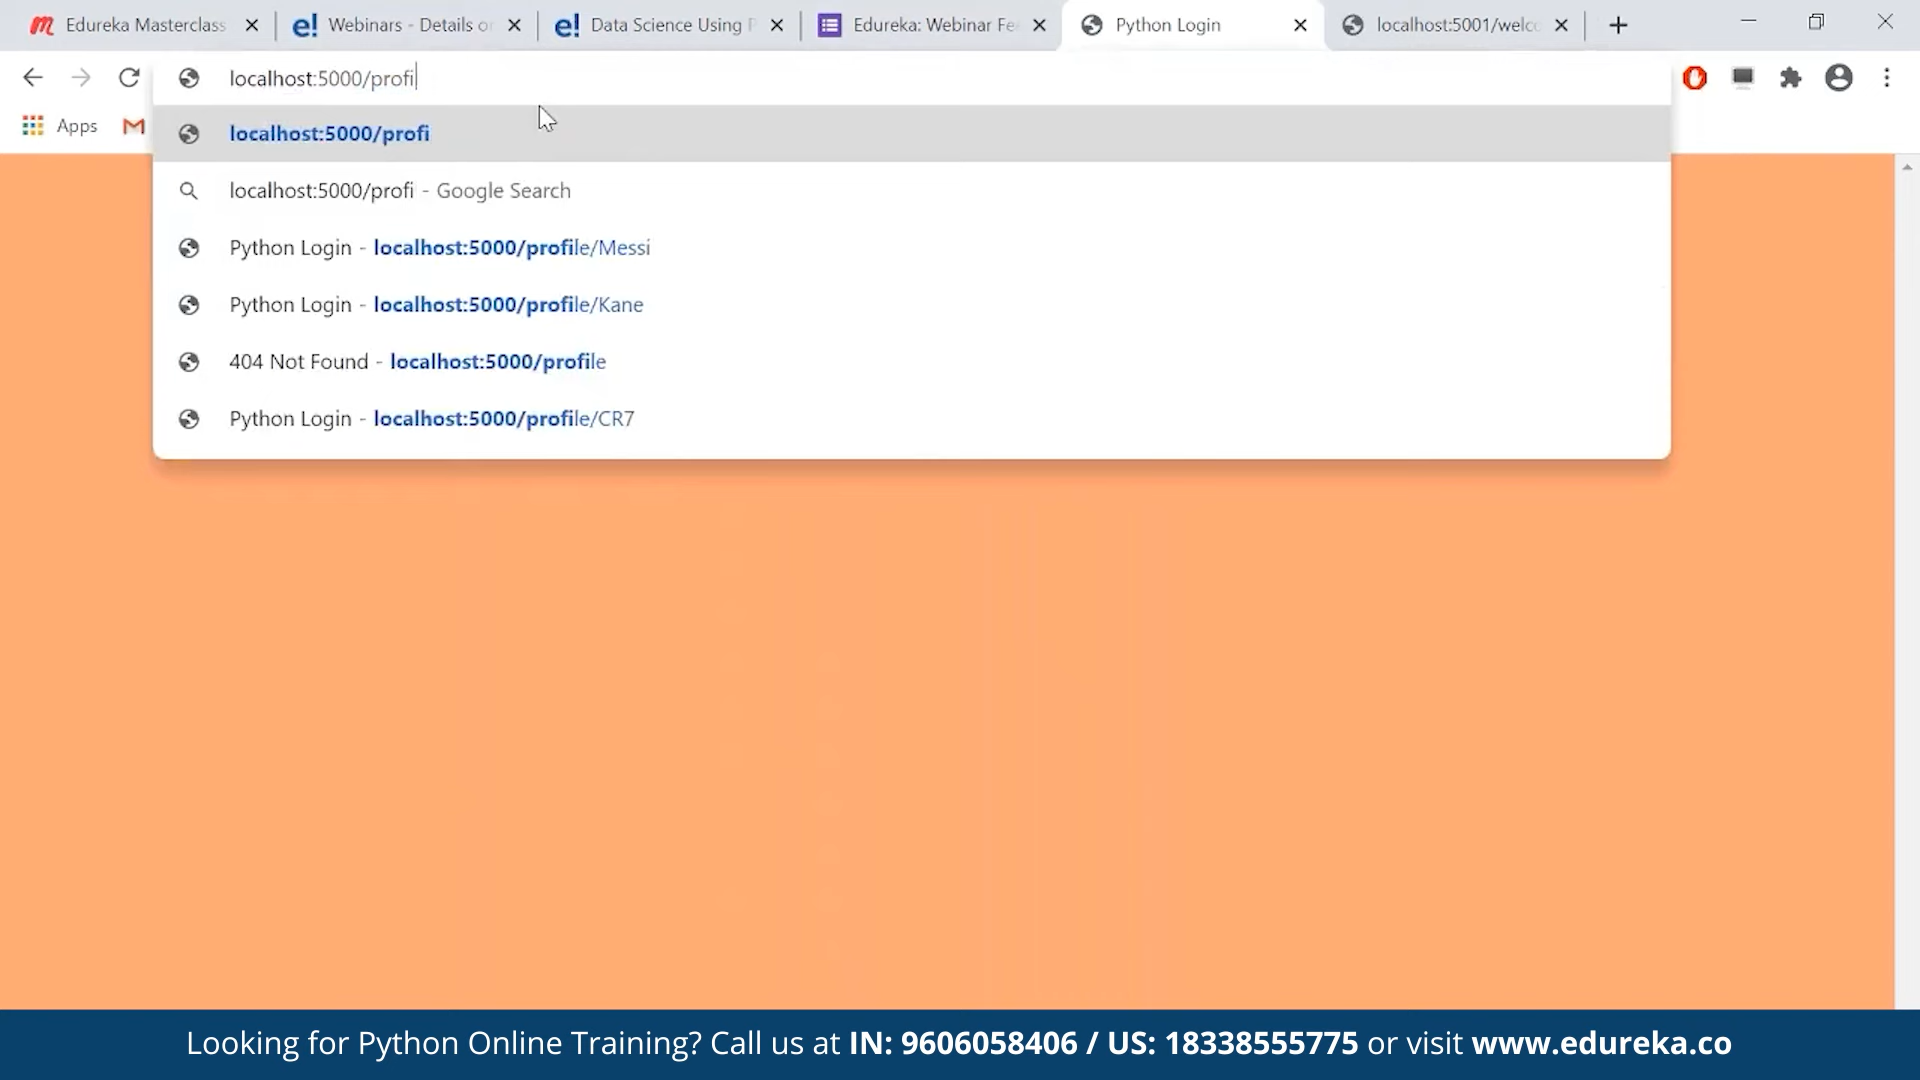 Edureka Masterclass
Webinars - Details or
Data Science Using P
Edureka: Webinar Fe
Python Login
localhost:5001/welco
localhost:5000/profi
Apps
localhost:5000/profi
localhost:5000/profi - Google Search
Python Login - localhost:5000/profile/Messi
Python Login - localhost:5000/profile/Kane
404 Not Found - localhost:5000/profile
Python Login - localhost:5000/profile/CR7
Looking for Python Online Training? Call us at IN: 9606058406 / US: 18338555775 or visit www.edureka.co